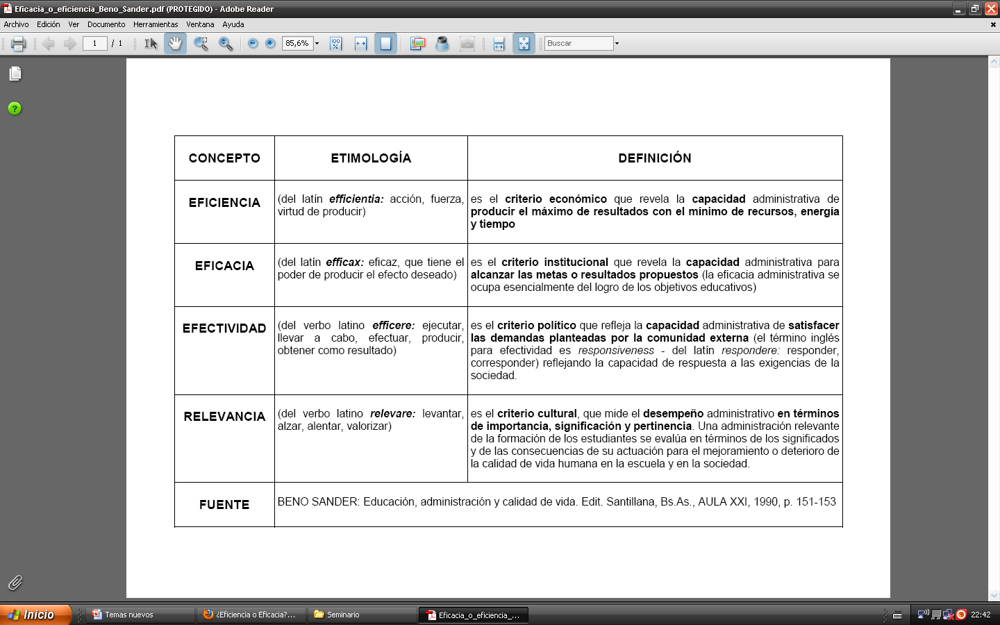 Eficacia_o_eficiencia_Beno_Sander.pdf (PROTEGIDO) - Adobe Reader
Archivo Edición Ver Documento Herramientas Ventana Ayuda
1 / 1 100 % 85,6% Buscar
CONCEPTO ETIMOLOGÍA DEFINICIÓN
EFICIENCIA
(del latín efficientia: acción, fuerza,
virtud de producir)
es el criterio económico que revela la capacidad administrativa de
producir el máximo de resultados con el mínimo de recursos, energía
y tiempo
EFICACIA
(del latín efficax: eficaz, que tiene el
poder de producir el efecto deseado)
es el criterio institucional que revela la capacidad administrativa para
alcanzar las metas o resultados propuestos (la eficacia administrativa se
ocupa esencialmente del logro de los objetivos educativos)
EFECTIVIDAD
(del verbo latino efficere: ejecutar,
llevar a cabo, efectuar, producir,
obtener como resultado)
es el criterio político que refleja la capacidad administrativa de satisfacer
las demandas planteadas por la comunidad externa (el término inglés
para efectividad es responsiveness - del latín respondere: responder,
corresponder) reflejando la capacidad de respuesta a las exigencias de la
sociedad.
RELEVANCIA
(del verbo latino relevare: levantar,
alzar, alentar, valorizar)
es el criterio cultural, que mide el desempeño administrativo en términos
de importancia, significación y pertinencia. Una administración relevante
de la formación de los estudiantes se evalúa en términos de los significados
y de las consecuencias de su actuación para el mejoramiento o deterioro de
la calidad de vida humana en la escuela y en la sociedad.
FUENTE
BENO SANDER: Educación, administración y calidad de vida. Edit. Santillana, Bs.As., AULA XXI, 1990, p. 151-153
Inicio Temas nuevos ¿Eficiencia o Eficacia?... Seminario Eficacia_o_eficiencia_... 22:42